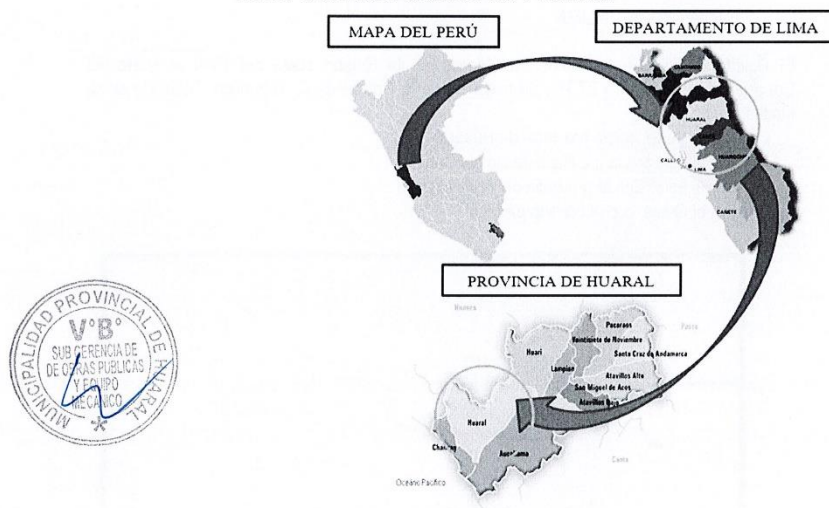 MAPA DEL PERÚ
DEPARTAMENTO DE LIMA
HUARAL
CALLAO
LIMA
CAÑETE
PROVINCIA DE HUARAL
Pacaraos
Veintisiete de Noviembre
Huari
Lampian
Santa Cruz de Andamarca
Atavillos Alto
San Miguel de Acos
Atavillos Bajo
Huaral
Chancay
Aucallama
Océano Pacífico
MUNICIPALIDAD PROVINCIAL DE HUARAL
V°B°
SUB GERENCIA DE
DE OBRAS PUBLICAS
Y EQUIPO
MECANICO